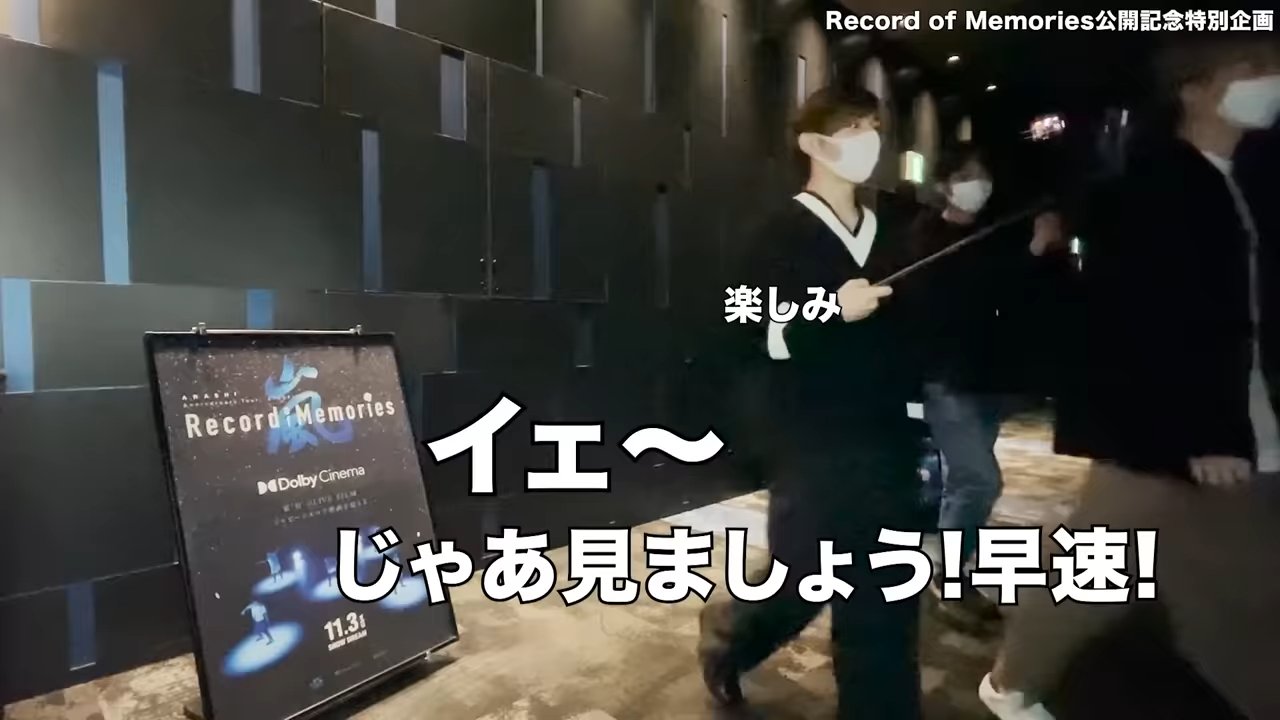 Record of Memories公開記念特別企画
楽しみ
イェ〜
じゃあ見ましょう!早速!
ARASHI
嵐
Record of Memories
Dolby Cinema
11.3